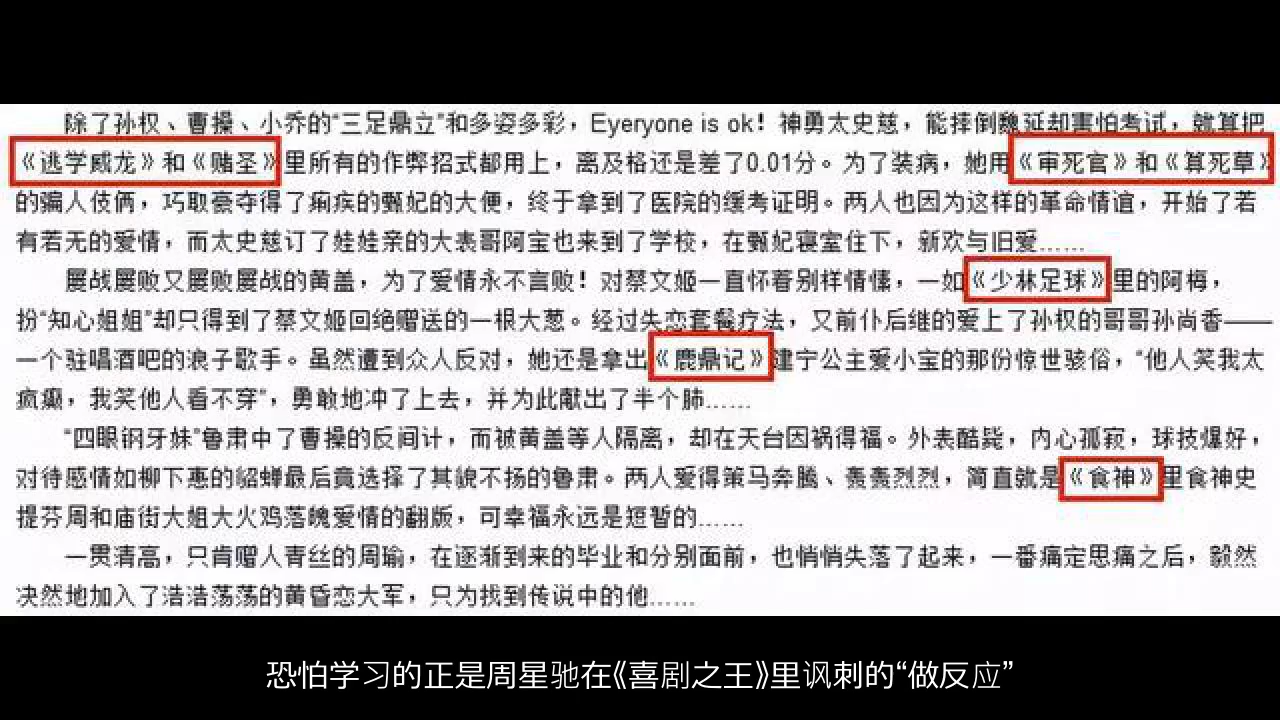 除了孙权、曹操、小乔的“三足鼎立”和多姿多彩，Eyeryone is ok！神勇太史慈，能摔倒魏延却害怕考试，就算把
《逃学威龙》和《赌圣》里所有的作弊招式都用上，离及格还是差了0.01分。为了装病，她用《审死官》和《算死草》
的骗人伎俩，巧取豪夺得了痢疾的甄妃的大便，终于拿到了医院的缓考证明。两人也因为这样的革命情谊，开始了若
有若无的爱情，而太史慈订了娃娃亲的大表哥阿宝也来到了学校，在甄妃寝室住下，新欢与旧爱……
屡战屡败又屡败屡战的黄盖，为了爱情永不言败！对蔡文姬一直怀着别样情愫，一如《少林足球》里的阿梅，
扮“知心姐姐”却只得到了蔡文姬回绝赠送的一根大葱。经过失恋套餐疗法，又前仆后继的爱上了孙权的哥哥孙尚香——
一个驻唱酒吧的浪子歌手。虽然遭到众人反对，她还是拿出《鹿鼎记》建宁公主爱小宝的那份惊世骇俗，“他人笑我太
疯癫，我笑他人看不穿”，勇敢地冲了上去，并为此献出了半个肺……
“四眼钢牙妹”鲁肃中了曹操的反间计，而被黄盖等人隔离，却在天台因祸得福。外表酷毙，内心孤寂，球技爆好，
对待感情如柳下惠的貂蝉最后竟选择了其貌不扬的鲁肃。两人爱得策马奔腾、轰轰烈烈，简直就是《食神》里食神史
提芬周和庙街大姐大火鸡落魄爱情的翻版，可幸福永远是短暂的……
一贯清高，只肯赠人青丝的周瑜，在逐渐到来的毕业和分别面前，也悄悄失落了起来，一番痛定思痛之后，毅然
决然地加入了浩浩荡荡的黄昏恋大军，只为找到传说中的他……
恐怕学习的正是周星驰在《喜剧之王》里讽刺的“做反应”